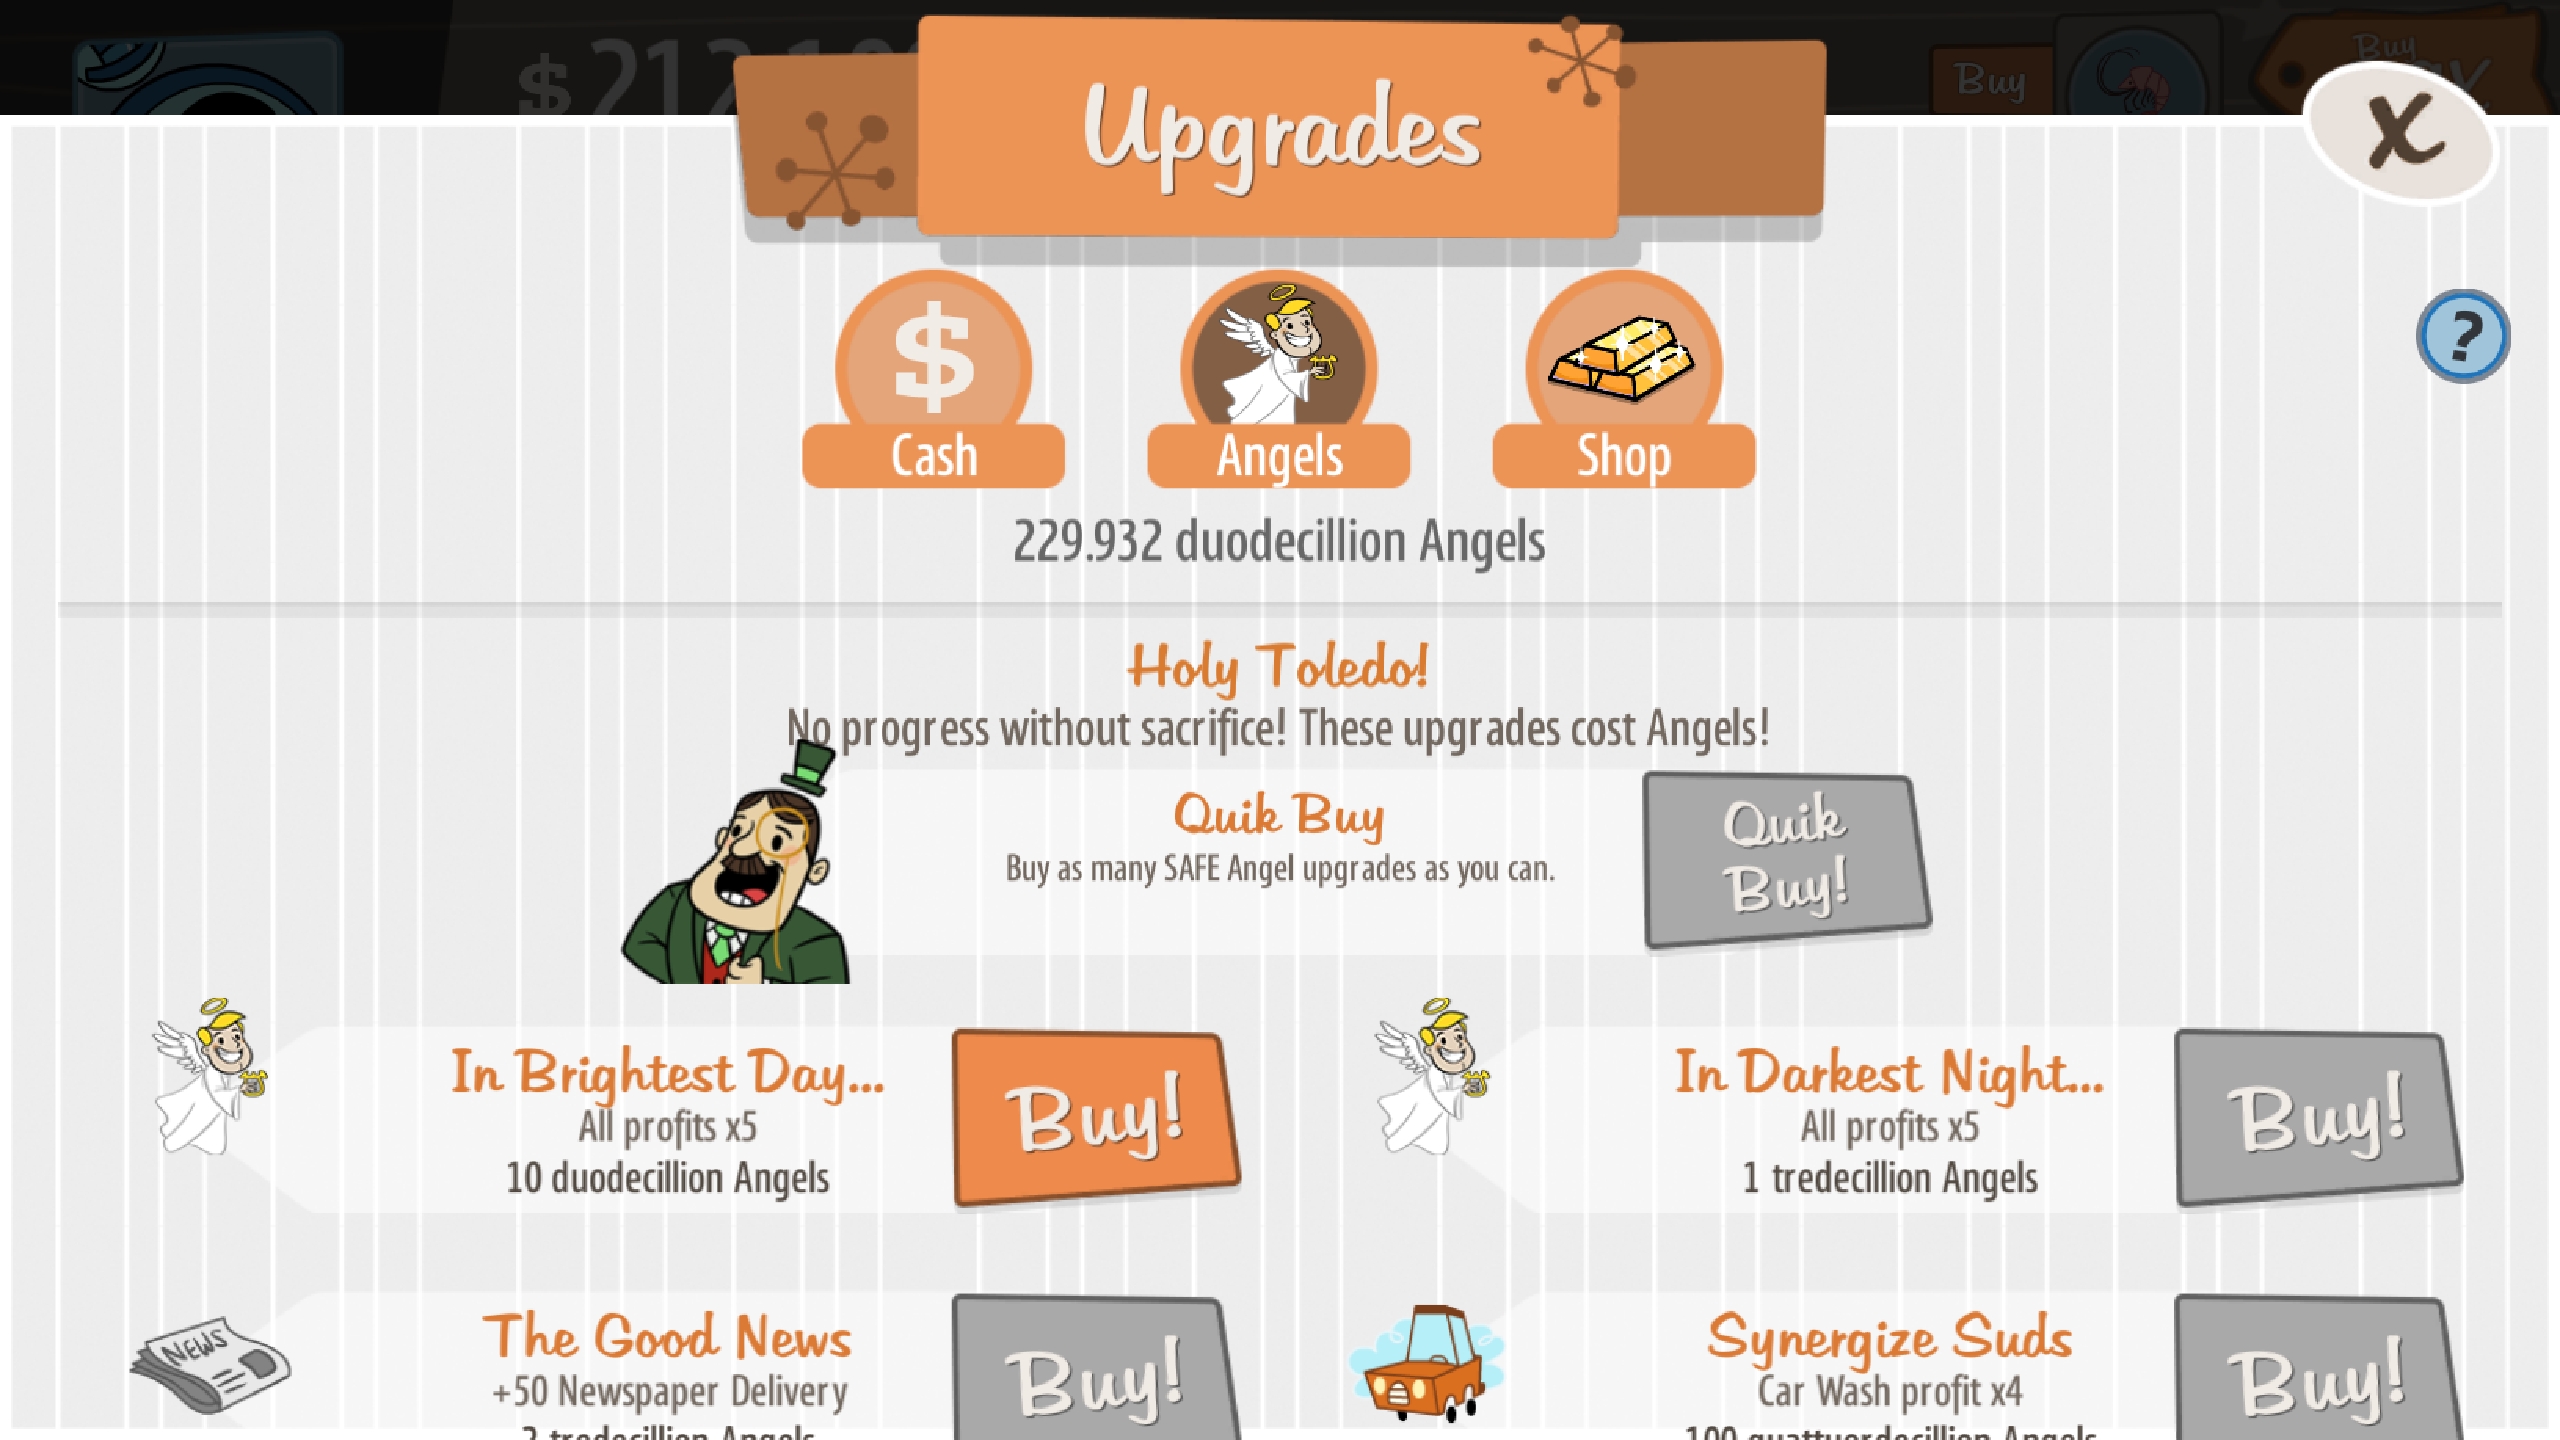 $212.10
Buy
Buy
Upgrades
X
$
Cash
Angels
Shop
?
229.932 duodecillion Angels
Holy Toledo!
No progress without sacrifice! These upgrades cost Angels!
Quik Buy
Buy as many SAFE Angel upgrades as you can.
Quik
Buy!
In Brightest Day...
All profits x5
10 duodecillion Angels
Buy!
In Darkest Night...
All profits x5
1 tredecillion Angels
Buy!
NEWS
The Good News
+50 Newspaper Delivery
Buy!
Synergize Suds
Car Wash profit x4
100 quattuordecillion Angels
Buy!